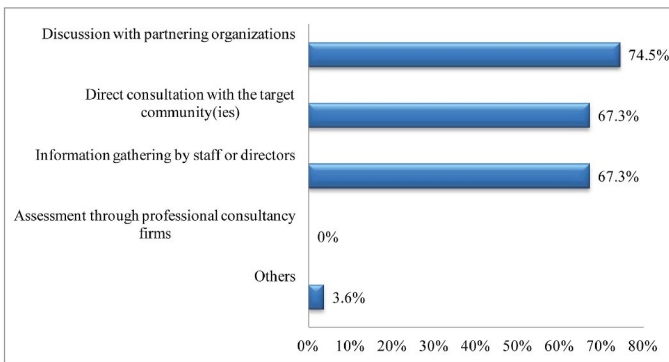 Discussion with partnering organizations
74.5%
Direct consultation with the target
community(ies)
67.3%
Information gathering by staff or directors
67.3%
Assessment through professional consultancy
firms
0%
Others
3.6%
0% 10% 20% 30% 40% 50% 60% 70% 80%